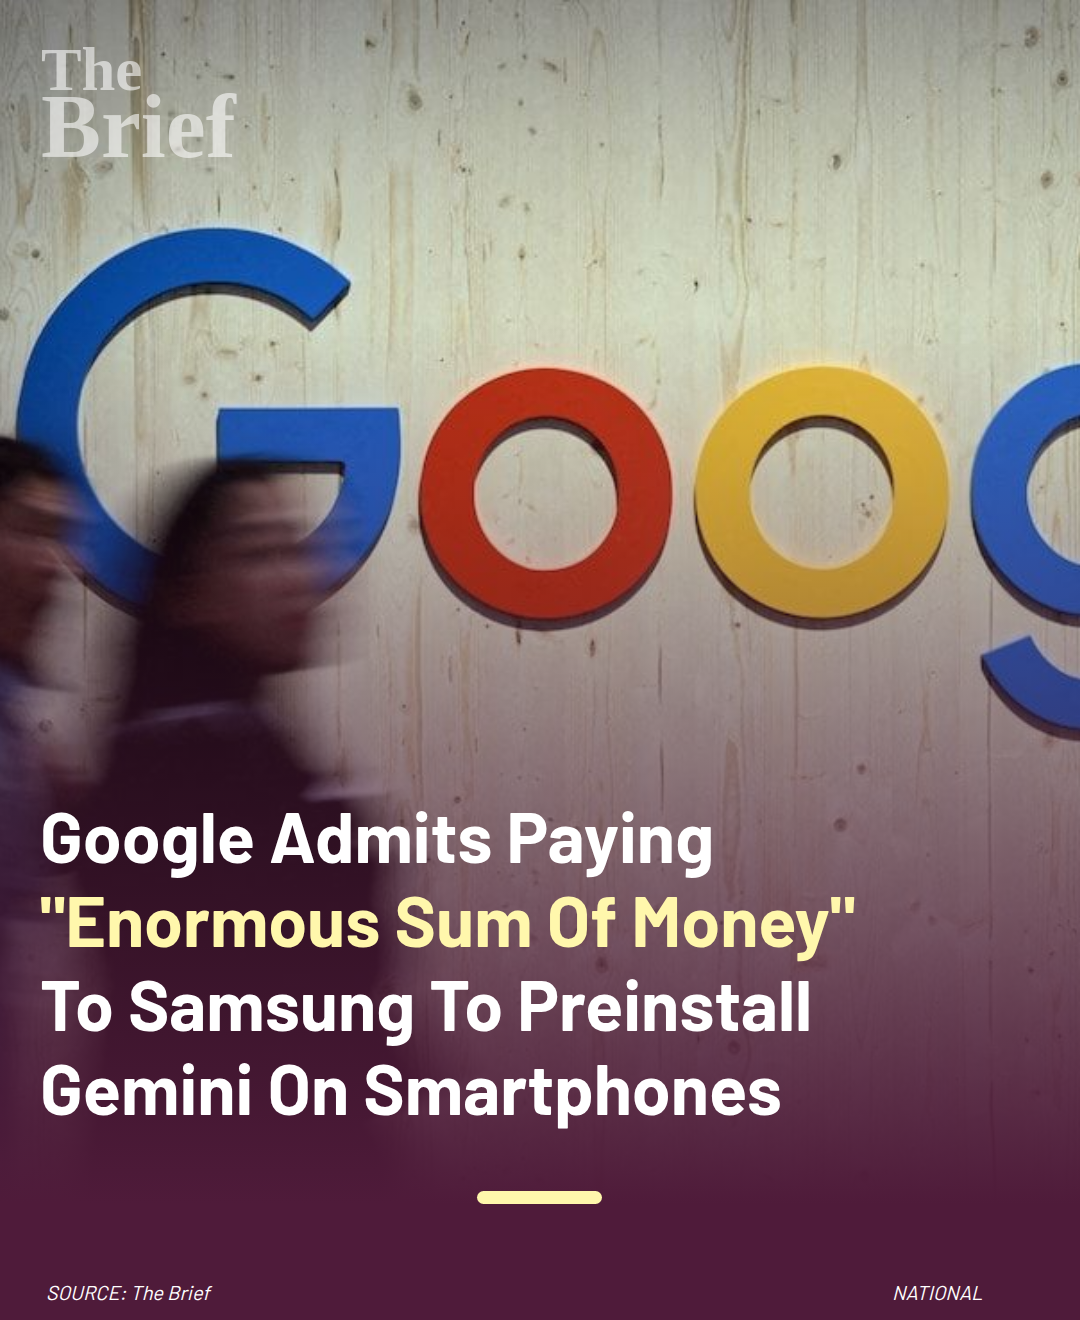 The
Brief
Goog
Google Admits Paying
"Enormous Sum Of Money"
To Samsung To Preinstall
Gemini On Smartphones
SOURCE: The Brief
NATIONAL